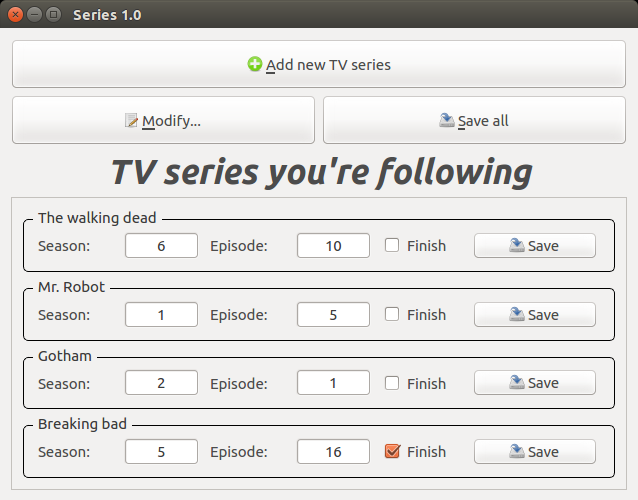 Series 1.0
Add new TV series
Modify... Save all
TV series you're following
The walking dead
Season: 6 Episode: 10 Finish Save
Mr. Robot
Season: 1 Episode: 5 Finish Save
Gotham
Season: 2 Episode: 1 Finish Save
Breaking bad
Season: 5 Episode: 16 Finish Save